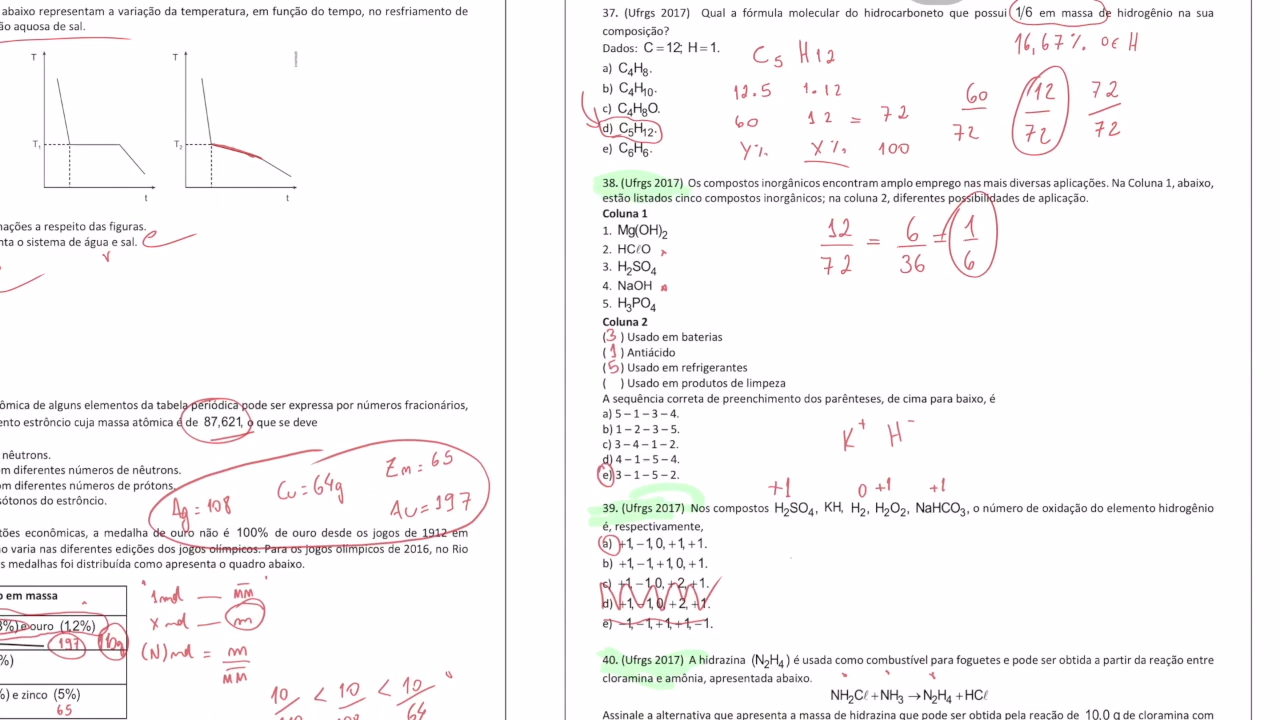 abaixo representam a variação da temperatura, em função do tempo, no resfriamento de
ão aquosa de sal.
T
T₁
t
T
T₂
t
mações a respeito das figuras.
nta o sistema de água e sal.
v
ômica de alguns elementos da tabela periódica pode ser expressa por números fracionários,
ento estrôncio cuja massa atômica é de 87,621, o que se deve
nêutrons.
om diferentes números de nêutrons.
m diferentes números de prótons.
sótonos do estrôncio.
Ag = 108
Cu = 64g
Zm = 65
Au = 197
tões econômicas, a medalha de ouro não é 100% de ouro desde os jogos de 1912 em
o varia nas diferentes edições dos jogos olímpicos. Para os jogos olímpicos de 2016, no Rio
s medalhas foi distribuída como apresenta o quadro abaixo.
o em massa
3%) e ouro (1,2%)
197
%)
%) e zinco (5%)
65
1 mol — MM
x mol — m
(N) mol = m
MM
10 < 10 < 10
108
64
37. (Ufrgs 2017) Qual a fórmula molecular do hidrocarboneto que possui 1/6 em massa de hidrogênio na sua
composição?
16,67% DE H
Dados: C = 12; H = 1.
a) C₄H₈.
b) C₄H₁₀.
c) C₄H₈O.
d) C₅H₁₂.
e) C₆H₆.
C₅ H12
12.5 1.12
60 12 = 72
Y% X% 100
60 12 72
72 72 72
38. (Ufrgs 2017) Os compostos inorgânicos encontram amplo emprego nas mais diversas aplicações. Na Coluna 1, abaixo,
estão listados cinco compostos inorgânicos; na coluna 2, diferentes possibilidades de aplicação.
Coluna 1
1. Mg(OH)₂
2. HCℓO
3. H₂SO₄
4. NaOH
5. H₃PO₄
12 = 6 = 1
72 36 6
Coluna 2
(3) Usado em baterias
(1) Antiácido
(5) Usado em refrigerantes
( ) Usado em produtos de limpeza
A sequência correta de preenchimento dos parênteses, de cima para baixo, é
a) 5 – 1 – 3 – 4.
b) 1 – 2 – 3 – 5.
c) 3 – 4 – 1 – 2.
d) 4 – 1 – 5 – 4.
e) 3 – 1 – 5 – 2.
K⁺ H⁻
+1 0 +1 +1
39. (Ufrgs 2017) Nos compostos H₂SO₄, KH, H₂, H₂O₂, NaHCO₃, o número de oxidação do elemento hidrogênio
é, respectivamente,
a) +1, –1, 0, +1, +1.
b) +1, –1, +1, 0, +1.
c) +1, –1, 0, +2, +1.
d) +1, –1, 0, +2, +1.
e) –1, –1, +1, +1, –1.
40. (Ufrgs 2017) A hidrazina (N₂H₄) é usada como combustível para foguetes e pode ser obtida a partir da reação entre
cloramina e amônia, apresentada abaixo.
NH₂Cℓ + NH₃ → N₂H₄ + HCℓ
Assinale a alternativa que apresenta a massa de hidrazina que pode ser obtida pela reação de 10,0 g de cloramina com